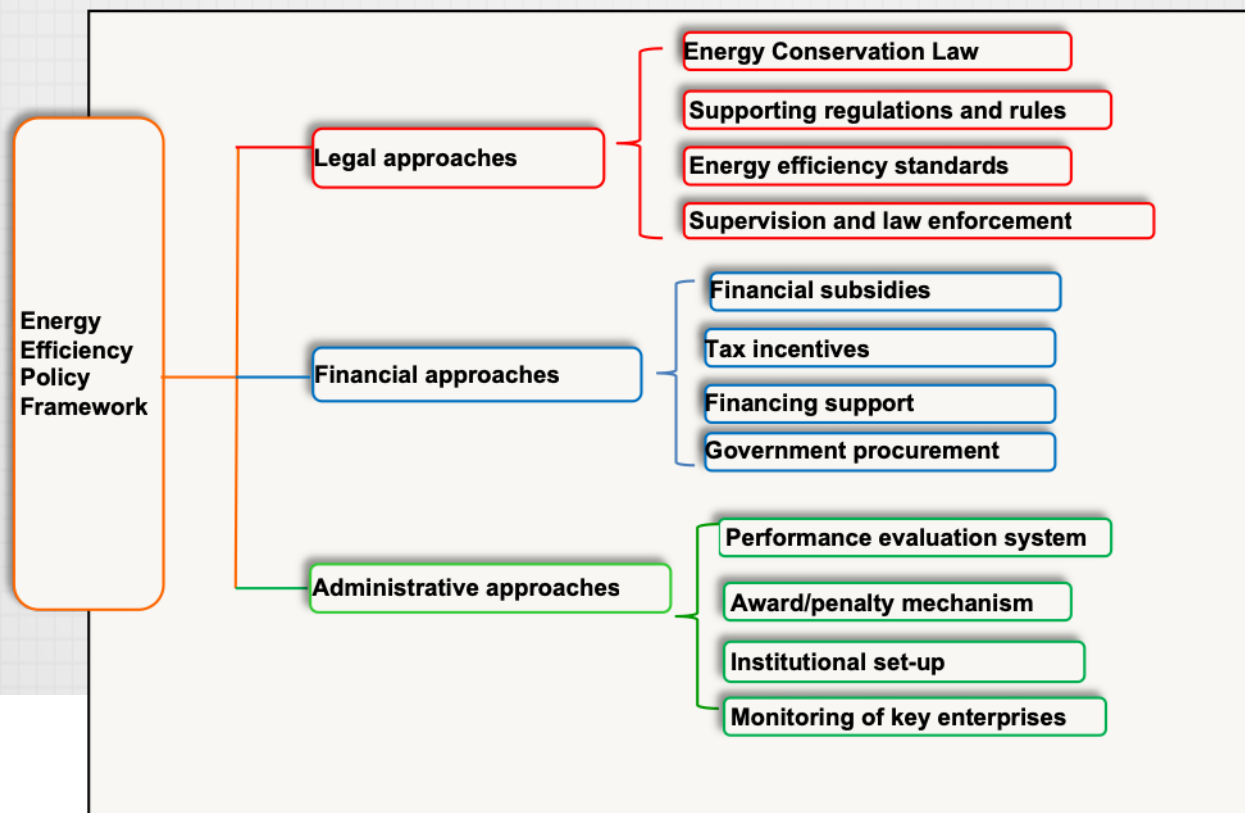 Energy
Efficiency
Policy
Framework
Legal approaches
Energy Conservation Law
Supporting regulations and rules
Energy efficiency standards
Supervision and law enforcement
Financial approaches
Financial subsidies
Tax incentives
Financing support
Government procurement
Administrative approaches
Performance evaluation system
Award/penalty mechanism
Institutional set-up
Monitoring of key enterprises